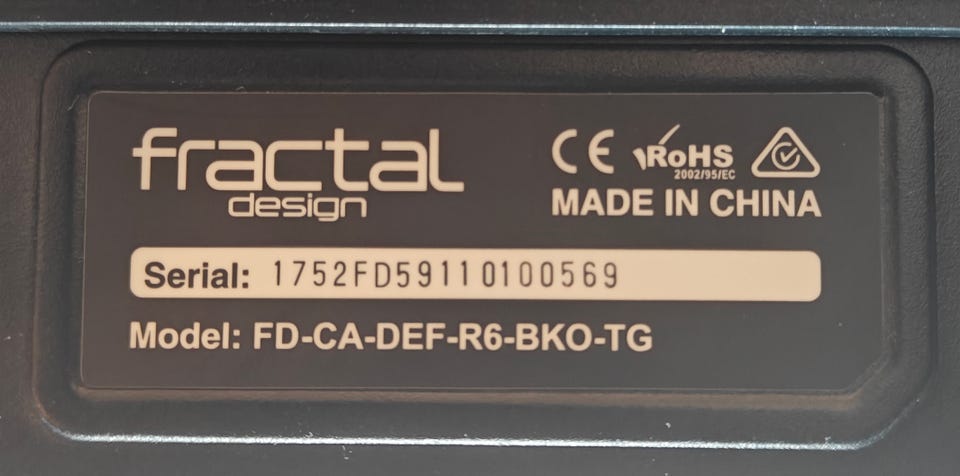 fractal
design
CE RoHS
2002/95/EC
MADE IN CHINA
Serial: 1752FD59110100569
Model: FD-CA-DEF-R6-BKO-TG